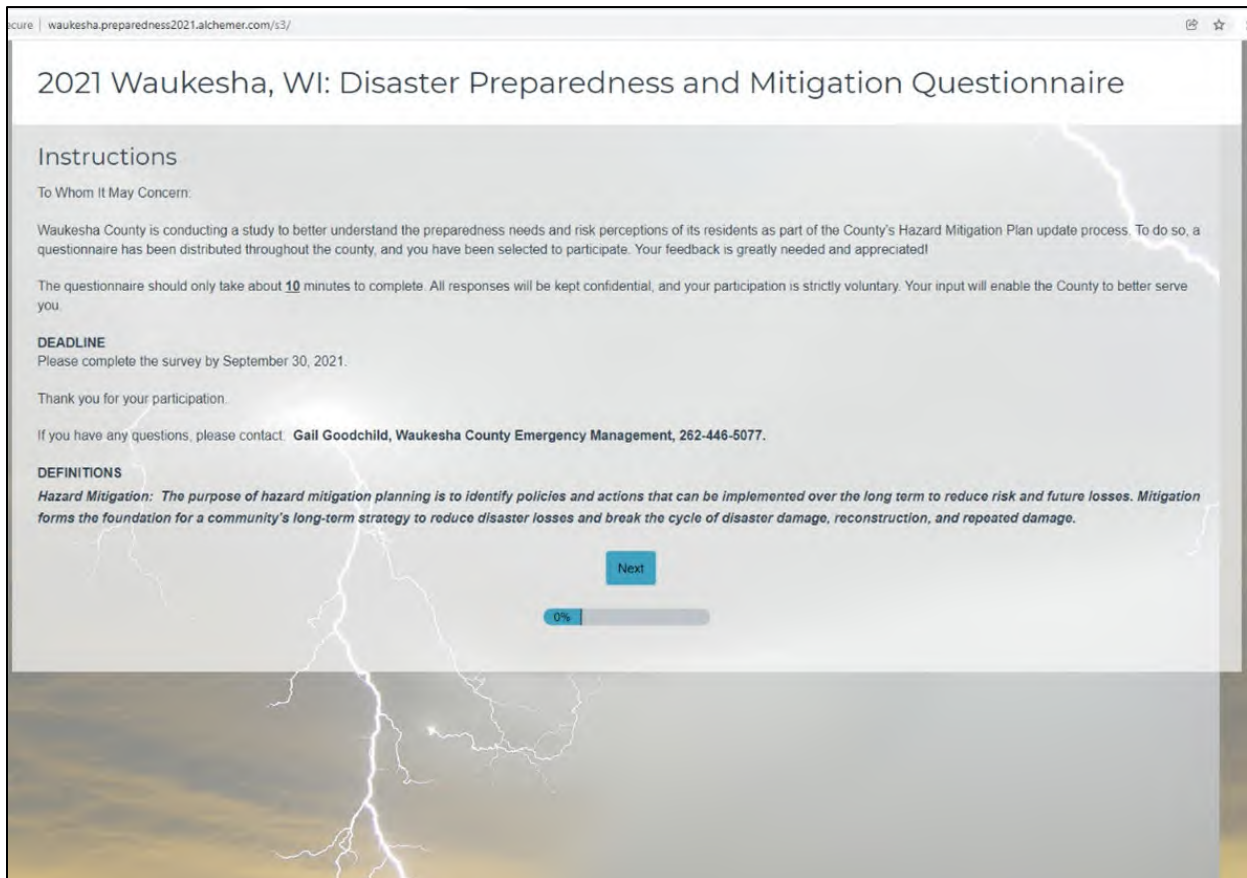 ecure | waukesha.preparedness2021.alchemer.com/s3/
2021 Waukesha, WI: Disaster Preparedness and Mitigation Questionnaire
Instructions
To Whom It May Concern:
Waukesha County is conducting a study to better understand the preparedness needs and risk perceptions of its residents as part of the County's Hazard Mitigation Plan update process. To do so, a
questionnaire has been distributed throughout the county, and you have been selected to participate. Your feedback is greatly needed and appreciated!
The questionnaire should only take about 10 minutes to complete. All responses will be kept confidential, and your participation is strictly voluntary. Your input will enable the County to better serve
you.
DEADLINE
Please complete the survey by September 30, 2021.
Thank you for your participation.
If you have any questions, please contact: Gail Goodchild, Waukesha County Emergency Management, 262-446-5077.
DEFINITIONS
Hazard Mitigation: The purpose of hazard mitigation planning is to identify policies and actions that can be implemented over the long term to reduce risk and future losses. Mitigation
forms the foundation for a community's long-term strategy to reduce disaster losses and break the cycle of disaster damage, reconstruction, and repeated damage.
Next
0%